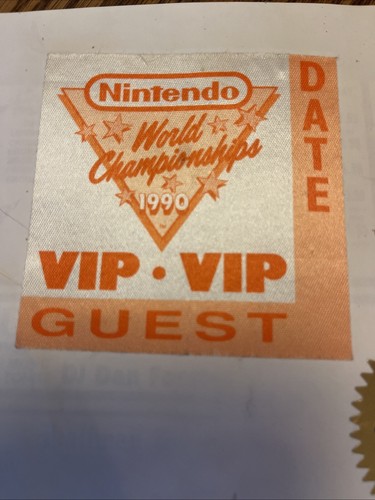 Nintendo
World
Championships
1990
VIP • VIP
GUEST
DATE